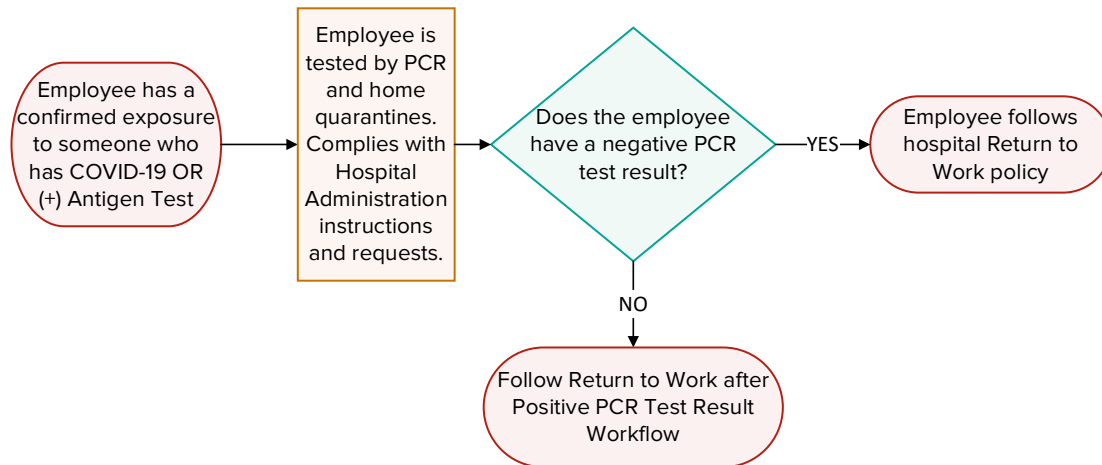 Employee has a
confirmed exposure
to someone who
has COVID-19 OR
(+) Antigen Test
Employee is
tested by PCR
and home
quarantines.
Complies with
Hospital
Administration
instructions
and requests.
Does the employee
have a negative PCR
test result?
YES
Employee follows
hospital Return to
Work policy
NO
Follow Return to Work after
Positive PCR Test Result
Workflow